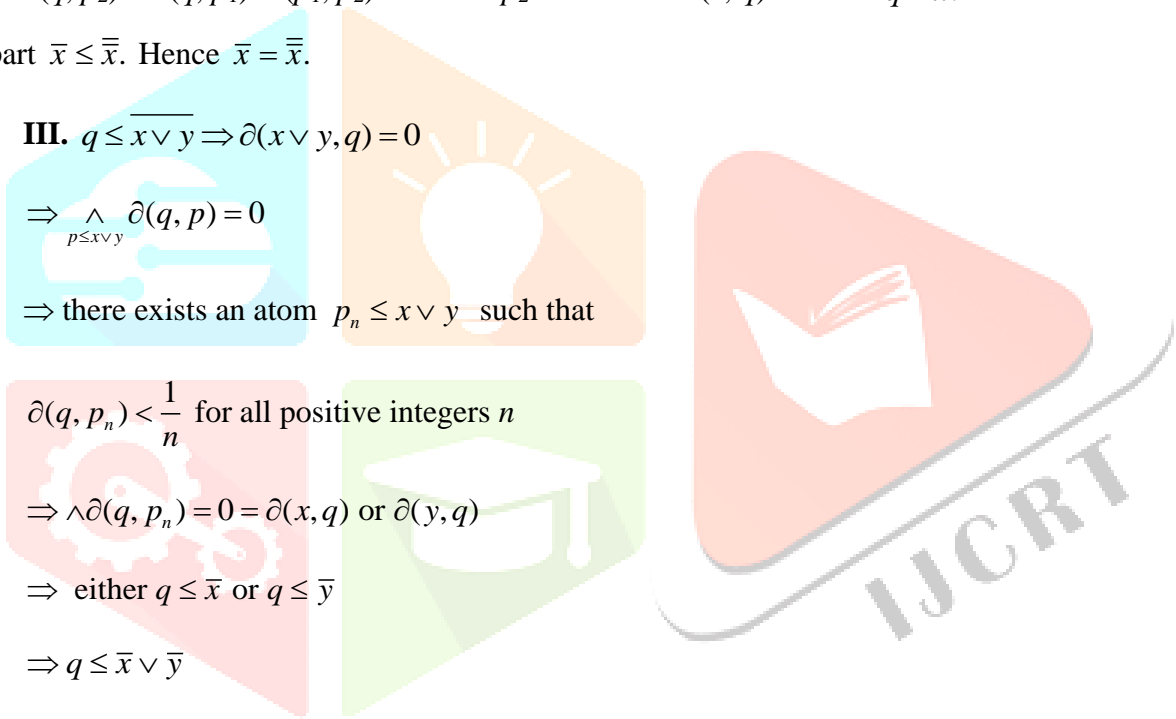 part x̄ ≤ x̿. Hence x̄ = x̿.
III. q ≤ \overline{x ∨ y} ⇒ ∂(x ∨ y, q) = 0
⇒ ∧_{p≤x∨y} ∂(q, p) = 0
⇒ there exists an atom p_n ≤ x ∨ y such that
∂(q, p_n) < 1/n for all positive integers n
⇒ ∧∂(q, p_n) = 0 = ∂(x, q) or ∂(y, q)
⇒ either q ≤ x̄ or q ≤ ȳ
⇒ q ≤ x̄ ∨ ȳ
IJCRT